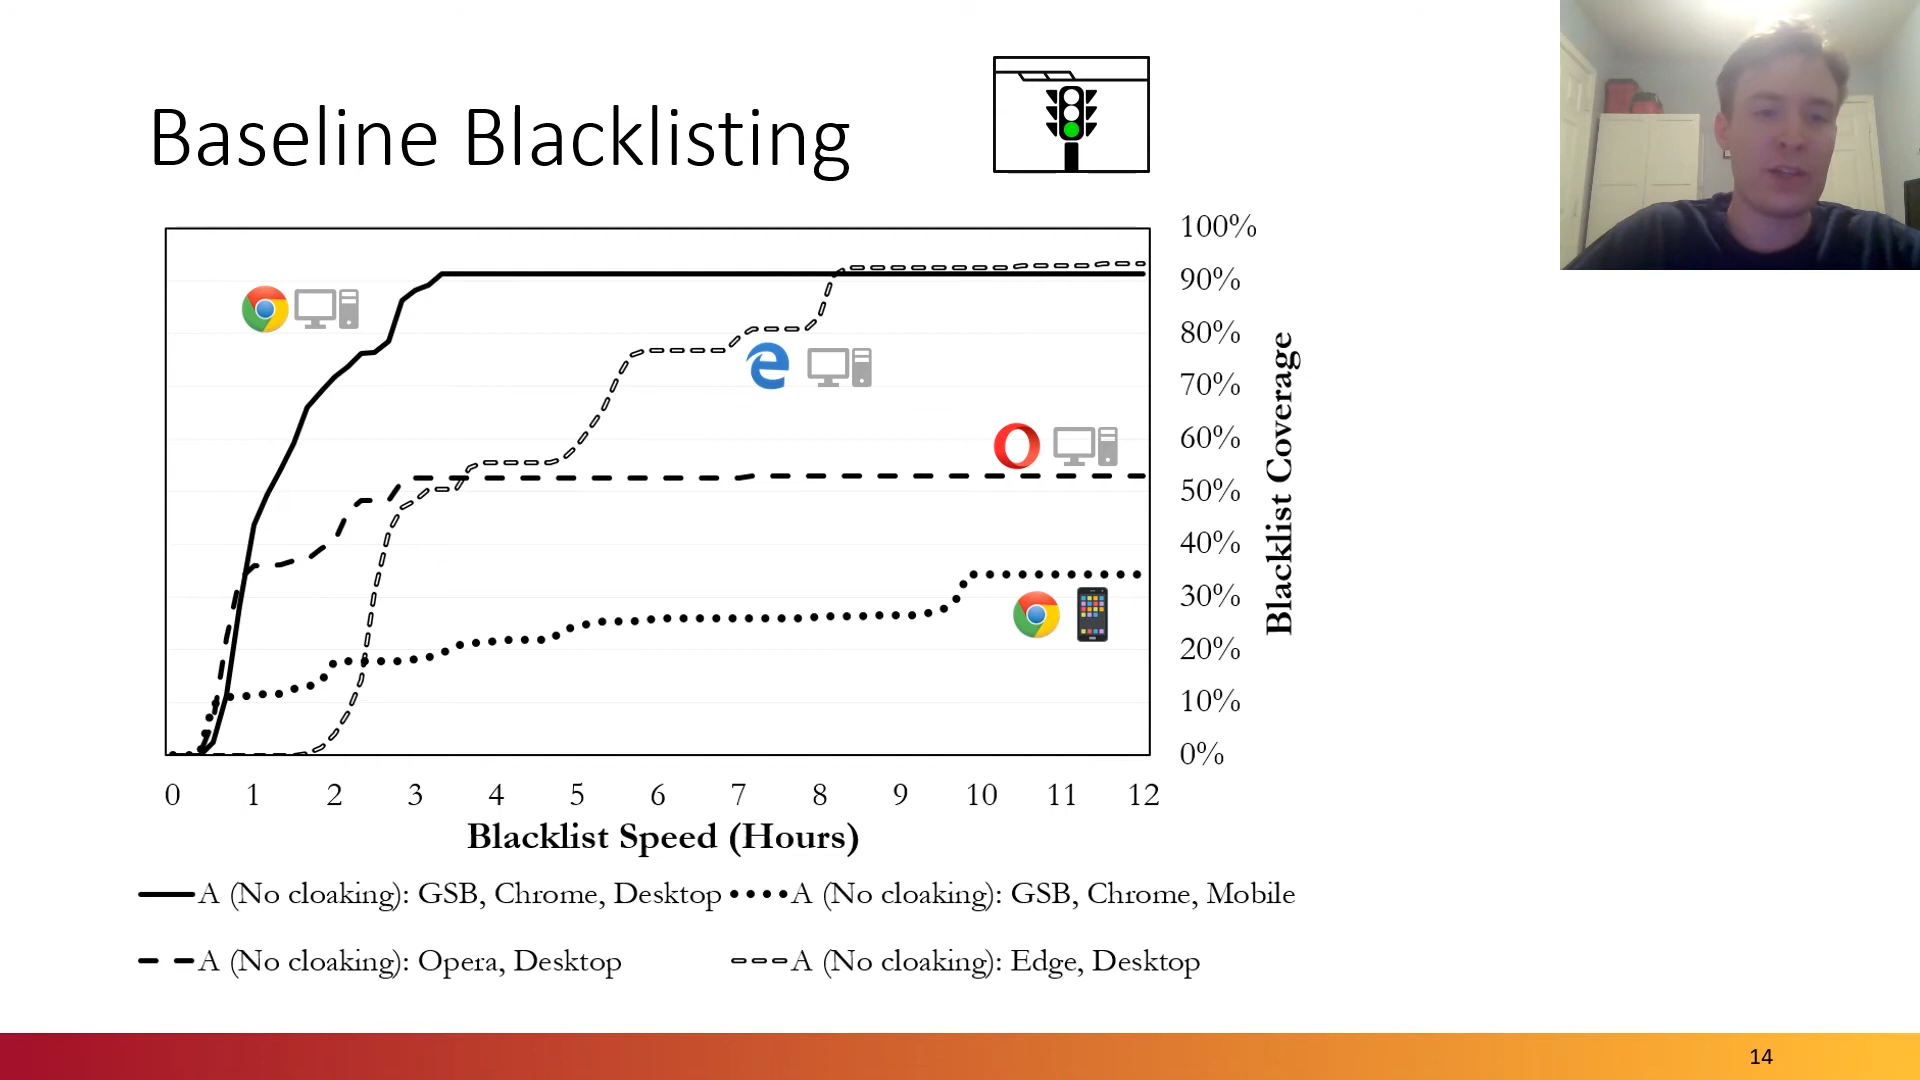 Baseline Blacklisting
100%
90%
80%
70%
60%
50%
40%
30%
20%
10%
0%
Blacklist Coverage
0 1 2 3 4 5 6 7 8 9 10 11 12
Blacklist Speed (Hours)
A (No cloaking): GSB, Chrome, Desktop A (No cloaking): GSB, Chrome, Mobile
A (No cloaking): Opera, Desktop A (No cloaking): Edge, Desktop
14